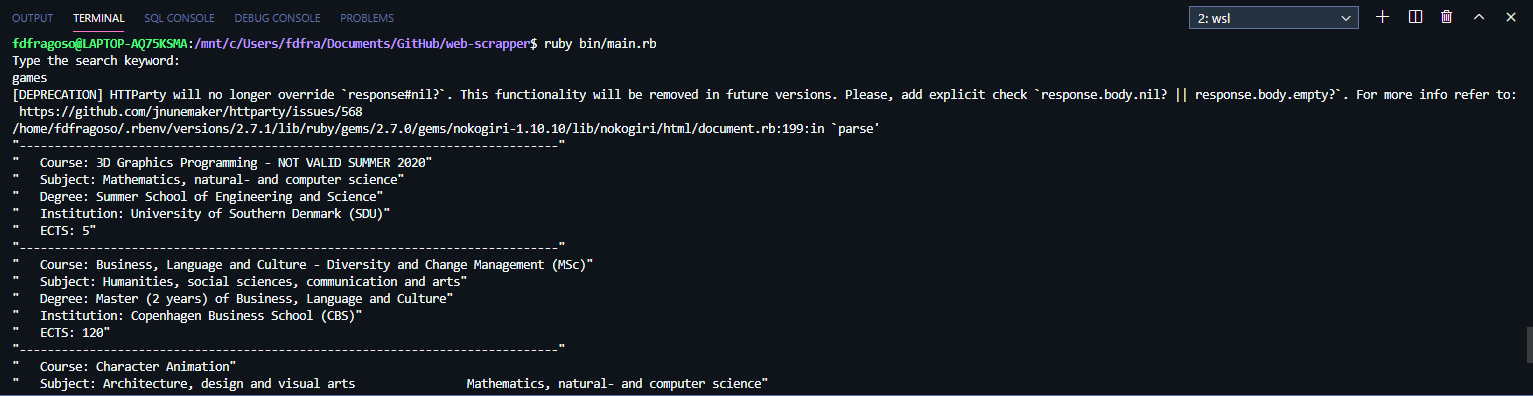 OUTPUT TERMINAL SQL CONSOLE DEBUG CONSOLE PROBLEMS 2: wsl
fdfragoso@LAPTOP-AQ75KSMA:/mnt/c/Users/fdfra/Documents/GitHub/web-scrapper$ ruby bin/main.rb
Type the search keyword:
games
[DEPRECATION] HTTParty will no longer override `response#nil?`. This functionality will be removed in future versions. Please, add explicit check `response.body.nil? || response.body.empty?`. For more info refer to:
https://github.com/jnunemaker/httparty/issues/568
/home/fdfragoso/.rbenv/versions/2.7.1/lib/ruby/gems/2.7.0/gems/nokogiri-1.10.10/lib/nokogiri/html/document.rb:199:in `parse'
"-----------------------------------------------------------------------------"
"   Course: 3D Graphics Programming - NOT VALID SUMMER 2020"
"   Subject: Mathematics, natural- and computer science"
"   Degree: Summer School of Engineering and Science"
"   Institution: University of Southern Denmark (SDU)"
"   ECTS: 5"
"-----------------------------------------------------------------------------"
"   Course: Business, Language and Culture - Diversity and Change Management (MSc)"
"   Subject: Humanities, social sciences, communication and arts"
"   Degree: Master (2 years) of Business, Language and Culture"
"   Institution: Copenhagen Business School (CBS)"
"   ECTS: 120"
"-----------------------------------------------------------------------------"
"   Course: Character Animation"
"   Subject: Architecture, design and visual arts                Mathematics, natural- and computer science"